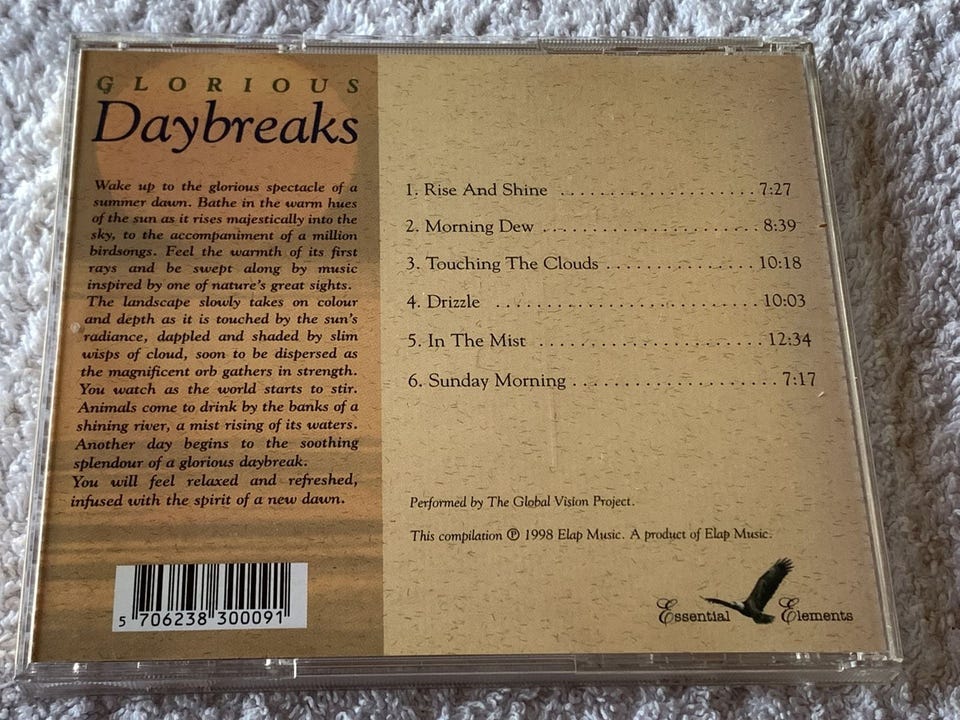 GLORIOUS
Daybreaks
Wake up to the glorious spectacle of a
summer dawn. Bathe in the warm hues
of the sun as it rises majestically into the
sky, to the accompaniment of a million
birdsongs. Feel the warmth of its first
rays and be swept along by music
inspired by one of nature's great sights.
The landscape slowly takes on colour
and depth as it is touched by the sun's
radiance, dappled and shaded by slim
wisps of cloud, soon to be dispersed as
the magnificent orb gathers in strength.
You watch as the world starts to stir.
Animals come to drink by the banks of a
shining river, a mist rising of its waters.
Another day begins to the soothing
splendour of a glorious daybreak.
You will feel relaxed and refreshed,
infused with the spirit of a new dawn.
5 706238 300091
1. Rise And Shine ..................... 7:27
2. Morning Dew ........................ 8:39
3. Touching The Clouds ................ 10:18
4. Drizzle ............................ 10:03
5. In The Mist ........................ 12:34
6. Sunday Morning ..................... 7:17
Performed by The Global Vision Project.
This compilation ℗ 1998 Elap Music. A product of Elap Music.
Essential Elements